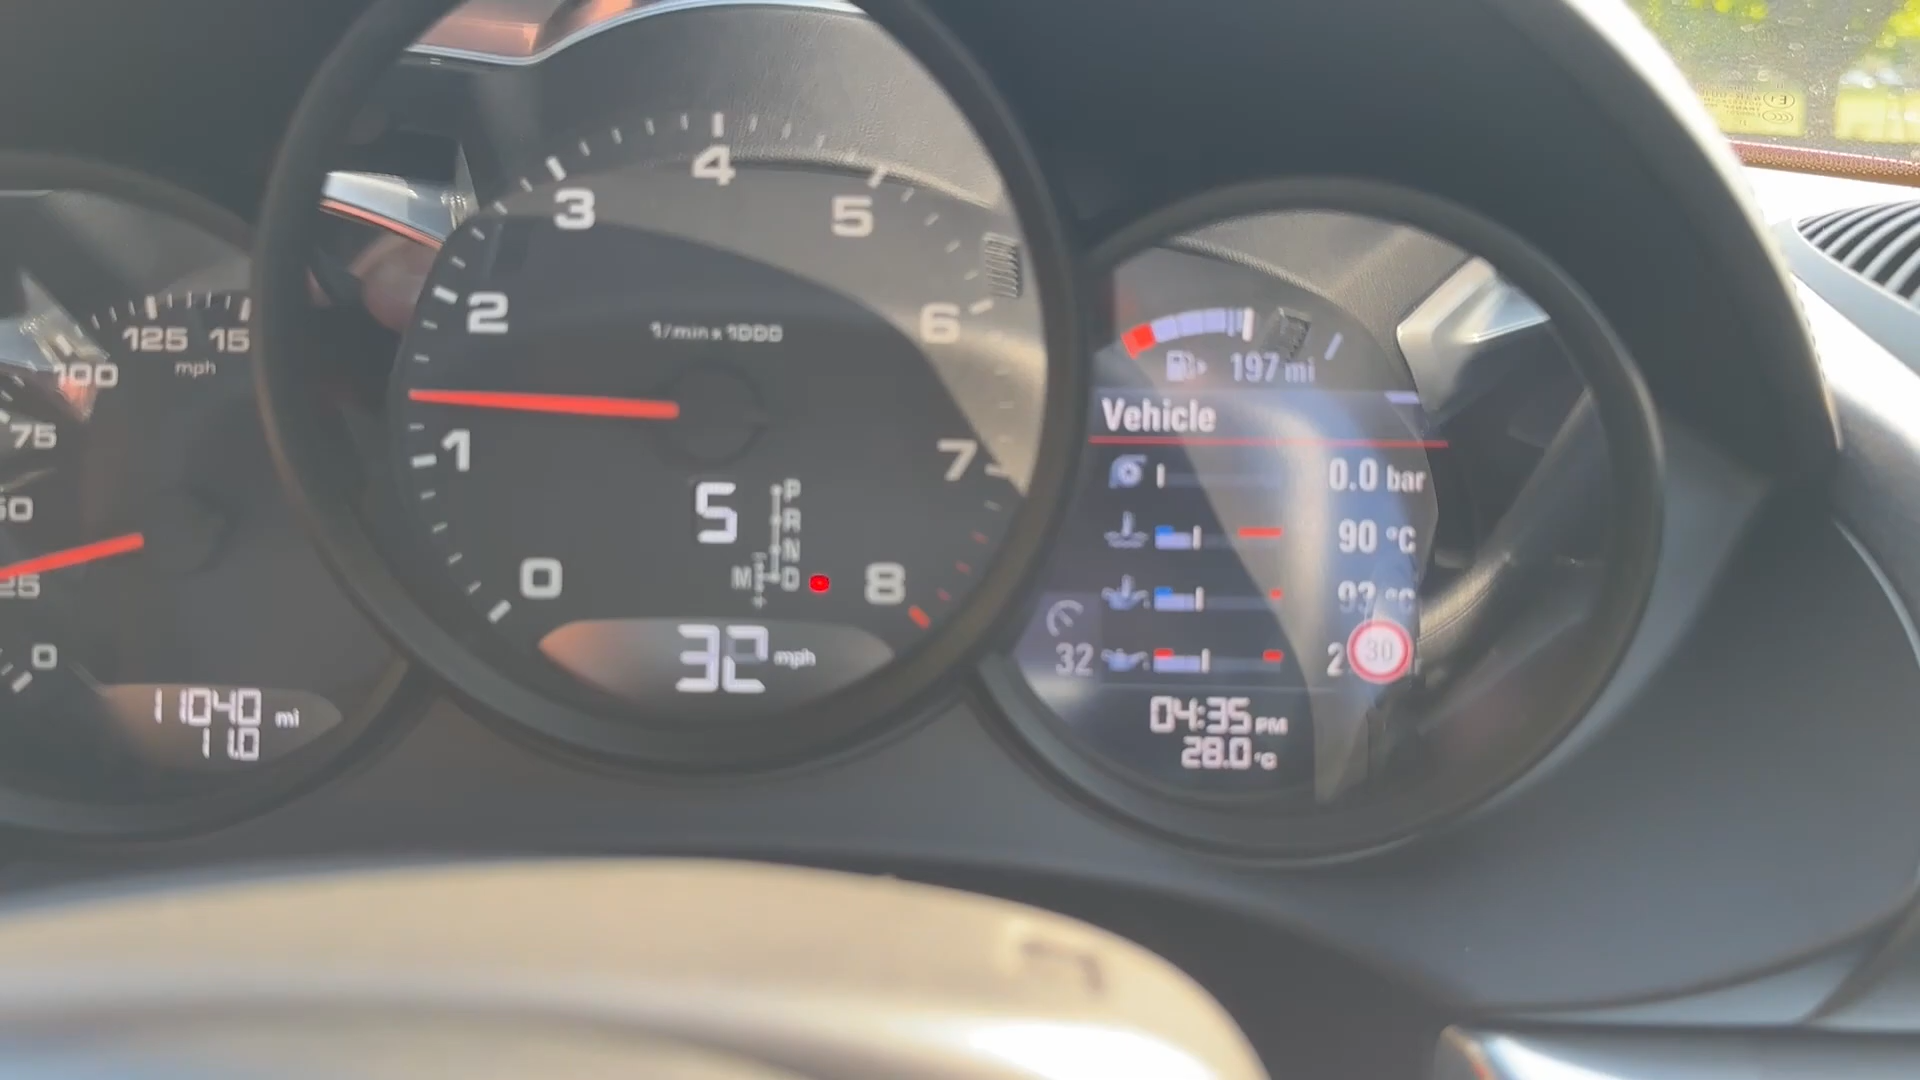 100
125
15
mph
75
50
25
0
11040 mi
11.0
0
1
2
3
4
5
6
7
8
1/min x 1000
5
P
R
N
M D
+
32 mph
197 mi
Vehicle
0.0 bar
90 °C
93 °C
32
30
04:35 PM
28.0 °C